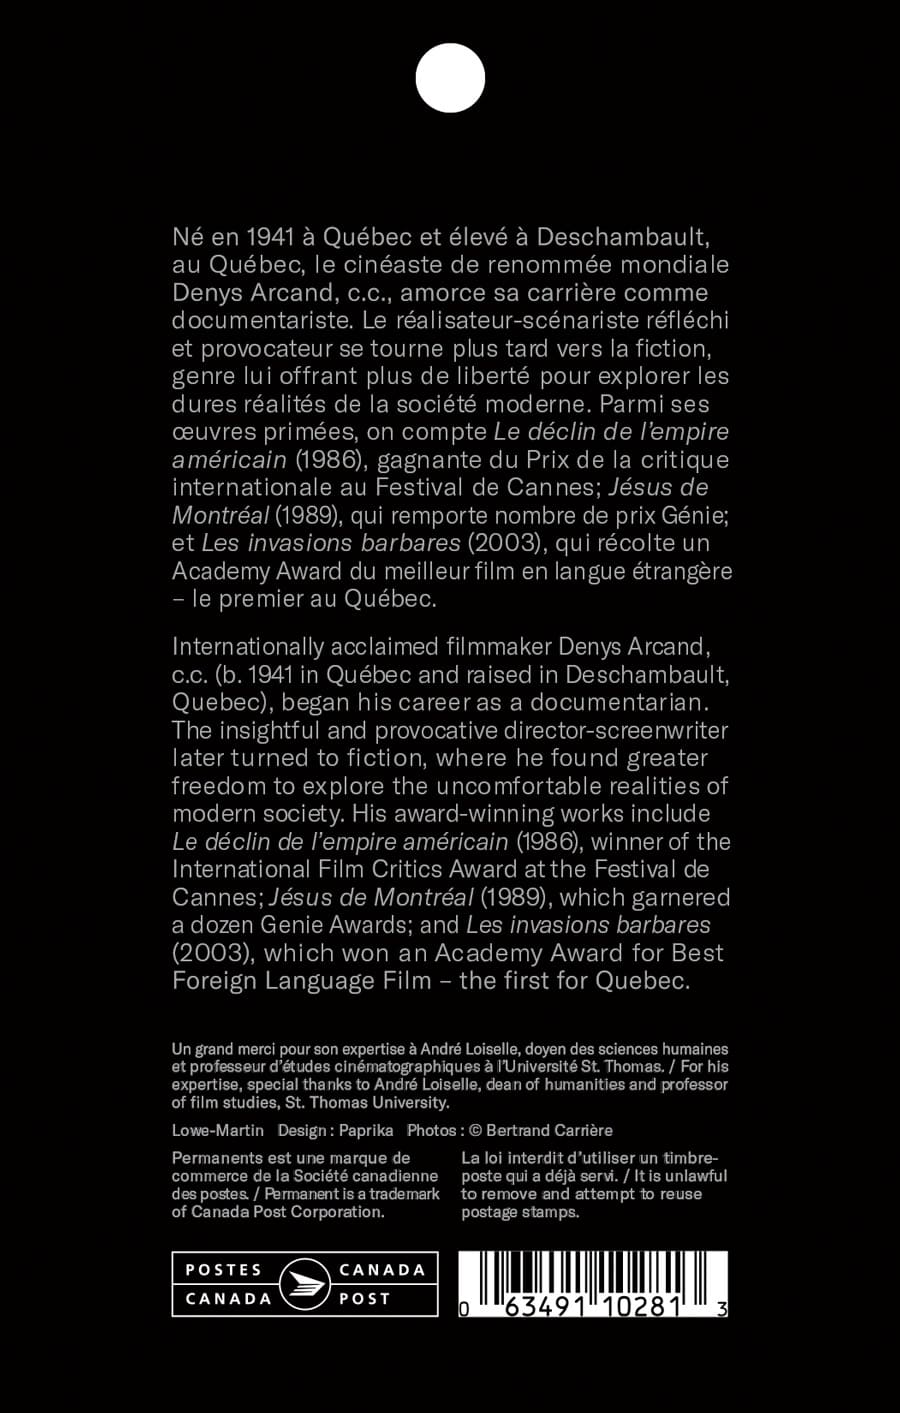 Né en 1941 à Québec et élevé à Deschambault,
au Québec, le cinéaste de renommée mondiale
Denys Arcand, c.c., amorce sa carrière comme
documentariste. Le réalisateur-scénariste réfléchi
et provocateur se tourne plus tard vers la fiction,
genre lui offrant plus de liberté pour explorer les
dures réalités de la société moderne. Parmi ses
œuvres primées, on compte Le déclin de l’empire
américain (1986), gagnante du Prix de la critique
internationale au Festival de Cannes; Jésus de
Montréal (1989), qui remporte nombre de prix Génie;
et Les invasions barbares (2003), qui récolte un
Academy Award du meilleur film en langue étrangère
– le premier au Québec.
Internationally acclaimed filmmaker Denys Arcand,
c.c. (b. 1941 in Québec and raised in Deschambault,
Quebec), began his career as a documentarian.
The insightful and provocative director-screenwriter
later turned to fiction, where he found greater
freedom to explore the uncomfortable realities of
modern society. His award-winning works include
Le déclin de l’empire américain (1986), winner of the
International Film Critics Award at the Festival de
Cannes; Jésus de Montréal (1989), which garnered
a dozen Genie Awards; and Les invasions barbares
(2003), which won an Academy Award for Best
Foreign Language Film – the first for Quebec.
Un grand merci pour son expertise à André Loiselle, doyen des sciences humaines
et professeur d’études cinématographiques à l’Université St. Thomas. / For his
expertise, special thanks to André Loiselle, dean of humanities and professor
of film studies, St. Thomas University.
Lowe-Martin Design : Paprika Photos : © Bertrand Carrière
Permanents est une marque de
commerce de la Société canadienne
des postes. / Permanent is a trademark
of Canada Post Corporation.
La loi interdit d’utiliser un timbre-
poste qui a déjà servi. / It is unlawful
to remove and attempt to reuse
postage stamps.
POSTES CANADA
CANADA POST
0 63491 10281 3